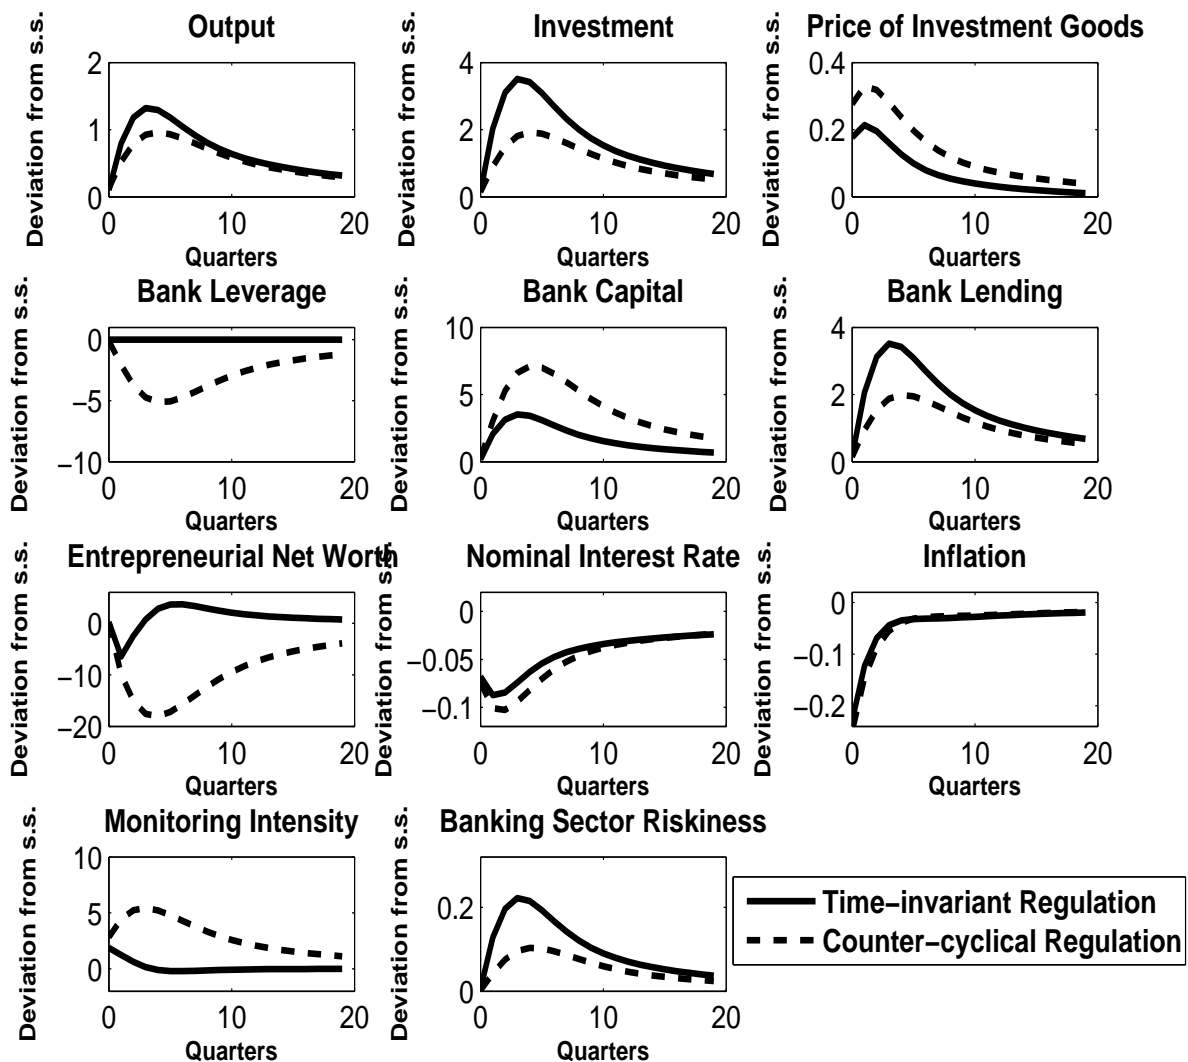 Output
Deviation from s.s.
2
1
0
0 10 20
Quarters
Investment
Deviation from s.s.
4
2
0
0 10 20
Quarters
Price of Investment Goods
Deviation from s.s.
0.4
0.2
0
0 10 20
Quarters
Bank Leverage
Deviation from s.s.
0
−5
−10
0 10 20
Quarters
Bank Capital
Deviation from s.s.
10
5
0
0 10 20
Quarters
Bank Lending
Deviation from s.s.
4
2
0
0 10 20
Quarters
Entrepreneurial Net Worth
Deviation from s.s.
0
−10
−20
0 10 20
Quarters
Nominal Interest Rate
Deviation from s.s.
0
−0.05
−0.1
0 10 20
Quarters
Inflation
Deviation from s.s.
0
−0.1
−0.2
0 10 20
Quarters
Monitoring Intensity
Deviation from s.s.
10
5
0
0 10 20
Quarters
Banking Sector Riskiness
Deviation from s.s.
0.2
0
0 10 20
Quarters
Time−invariant Regulation
Counter−cyclical Regulation